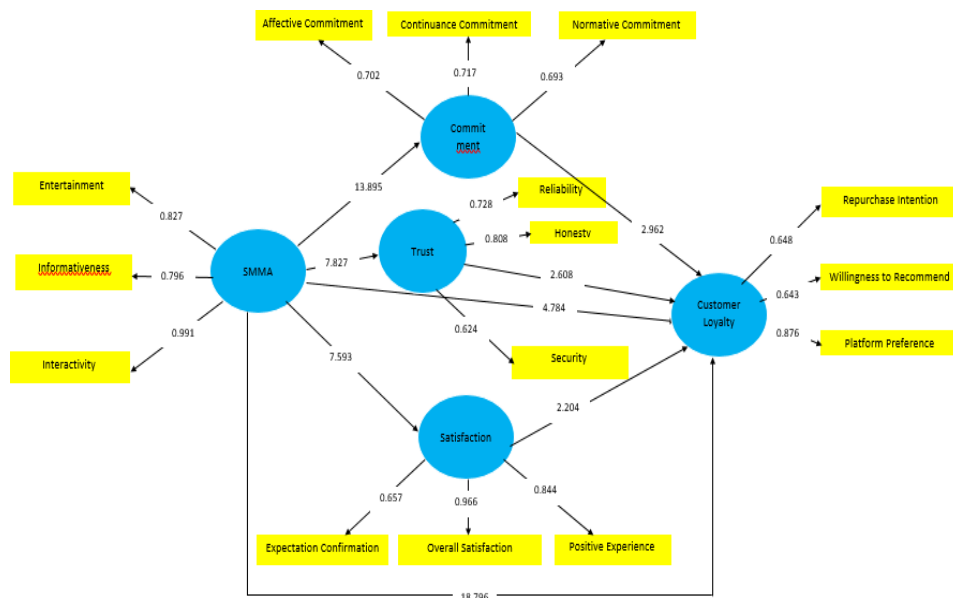 Affective Commitment
Continuance Commitment
Normative Commitment
0.702
0.717
0.693
Commit
ment
Entertainment
0.827
13.895
Reliability
0.728
Repurchase Intention
Honesty
0.808
2.962
0.648
Trust
SMMA
7.827
Informativeness
0.796
2.608
Willingness to Recommend
0.643
4.784
Customer
Loyalty
0.991
0.624
0.876
Platform Preference
Interactivity
7.593
Security
2.204
Satisfaction
0.657
0.966
0.844
Expectation Confirmation
Overall Satisfaction
Positive Experience
18.796